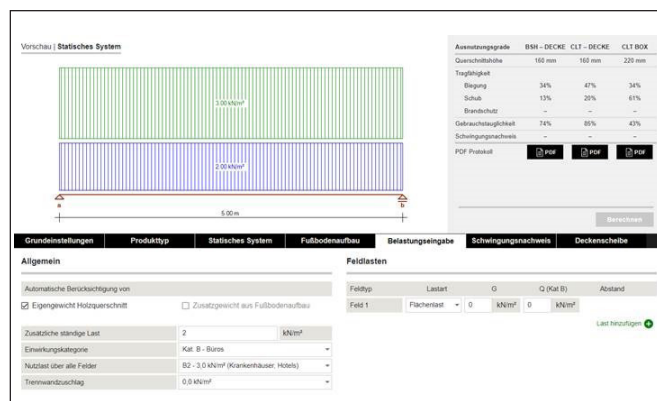 Vorschau | Statisches System
3.00 kN/m²
2.00 kN/m²
a
b
5.00 m
Ausnutzungsgrade BSH – DECKE CLT – DECKE CLT BOX
Querschnittshöhe 160 mm 160 mm 220 mm
Tragfähigkeit
Biegung 34% 47% 34%
Schub 13% 20% 61%
Brandschutz – – –
Gebrauchstauglichkeit 74% 85% 43%
Schwingungsnachweis – – –
PDF Protokoll PDF PDF PDF
Berechnen
Grundeinstellungen Produkttyp Statisches System Fußbodenaufbau Belastungseingabe Schwingungsnachweis Deckenscheibe
Allgemein
Automatische Berücksichtigung von
Eigengewicht Holzquerschnitt Zusatzgewicht aus Fußbodenaufbau
Zusätzliche ständige Last 2 kN/m²
Einwirkungskategorie Kat. B - Büros
Nutzlast über alle Felder B2 - 3,0 kN/m² (Krankenhäuser, Hotels)
Trennwandzuschlag 0,0 kN/m²
Feldlasten
Feldtyp Lastart G Q (Kat B) Abstand
Feld 1 Flächenlast 0 kN/m² 0 kN/m²
Last hinzufügen